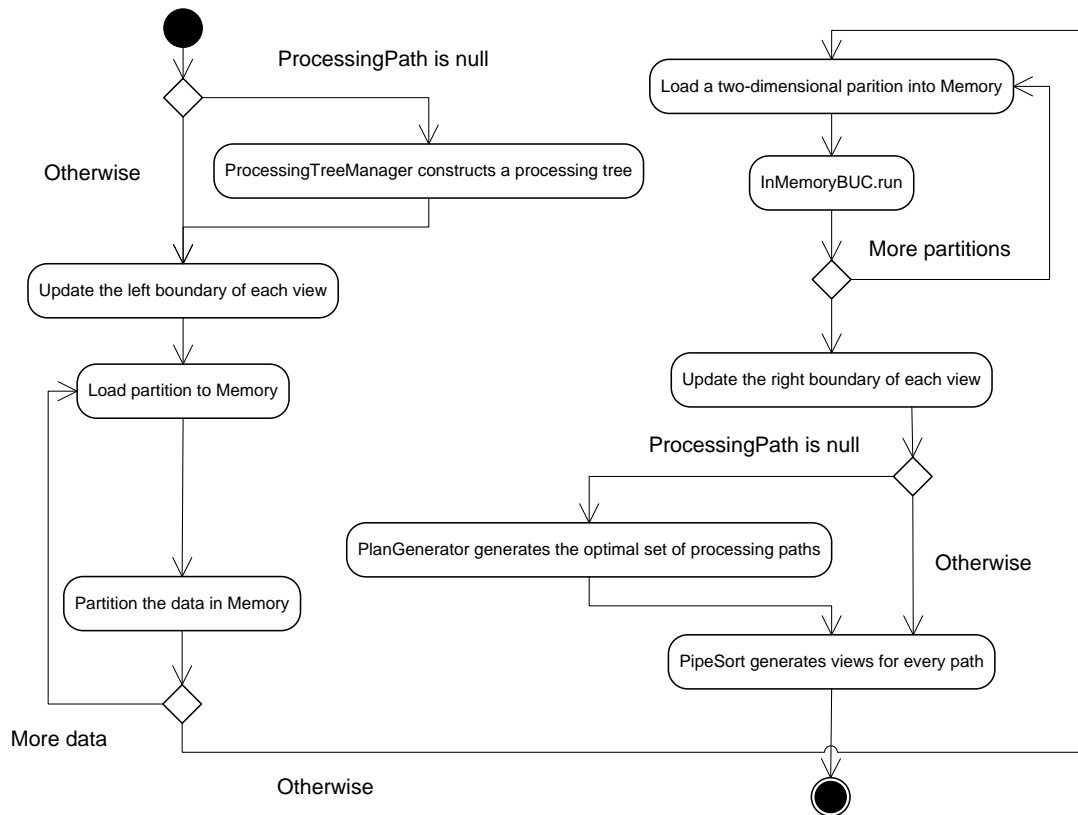 ProcessingPath is null
Otherwise
ProcessingTreeManager constructs a processing tree
Update the left boundary of each view
Load partition to Memory
Partition the data in Memory
More data
Otherwise
Load a two-dimensional parition into Memory
InMemoryBUC.run
More partitions
Update the right boundary of each view
ProcessingPath is null
PlanGenerator generates the optimal set of processing paths
Otherwise
PipeSort generates views for every path